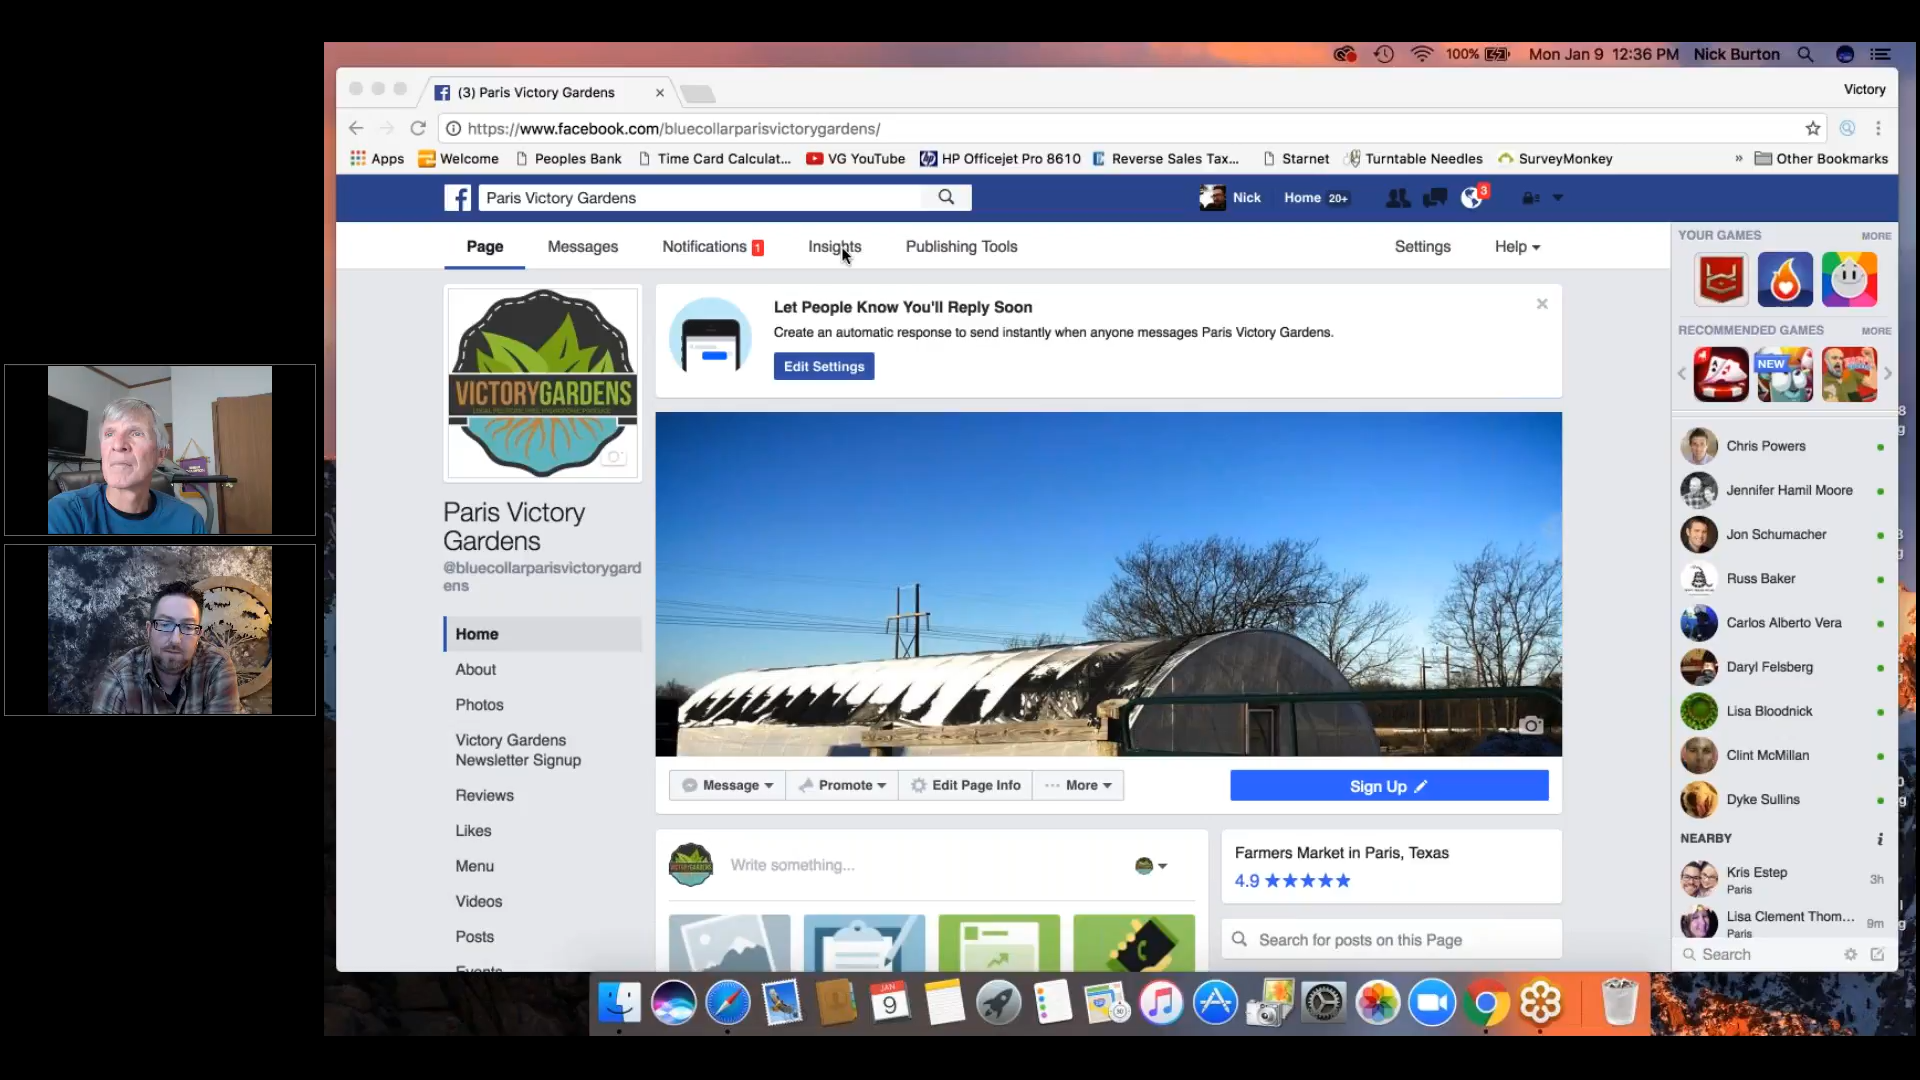 100% Mon Jan 9 12:36 PM Nick Burton
(3) Paris Victory Gardens
Victory
https://www.facebook.com/bluecollarparisvictorygardens/
Apps Welcome Peoples Bank Time Card Calculat... VG YouTube HP Officejet Pro 8610 Reverse Sales Tax... Starnet Turntable Needles SurveyMonkey » Other Bookmarks
Paris Victory Gardens
Nick Home 20+ 3
Page Messages Notifications 1 Insights Publishing Tools Settings Help
YOUR GAMES MORE
RECOMMENDED GAMES MORE
NEW
Let People Know You'll Reply Soon
Create an automatic response to send instantly when anyone messages Paris Victory Gardens.
Edit Settings
VICTORYGARDENS
Paris Victory
Gardens
@bluecollarparisvictorygard
ens
Home
About
Photos
Victory Gardens
Newsletter Signup
Reviews
Likes
Menu
Videos
Posts
Events
Message Promote Edit Page Info More
Sign Up
Write something...
Farmers Market in Paris, Texas
4.9 ★★★★★
Search for posts on this Page
Chris Powers
Jennifer Hamil Moore
Jon Schumacher
Russ Baker
Carlos Alberto Vera
Daryl Felsberg
Lisa Bloodnick
Clint McMillan
Dyke Sullins
NEARBY
Kris Estep
Paris
3h
Lisa Clement Thom...
Paris
9m
Search
JAN
9